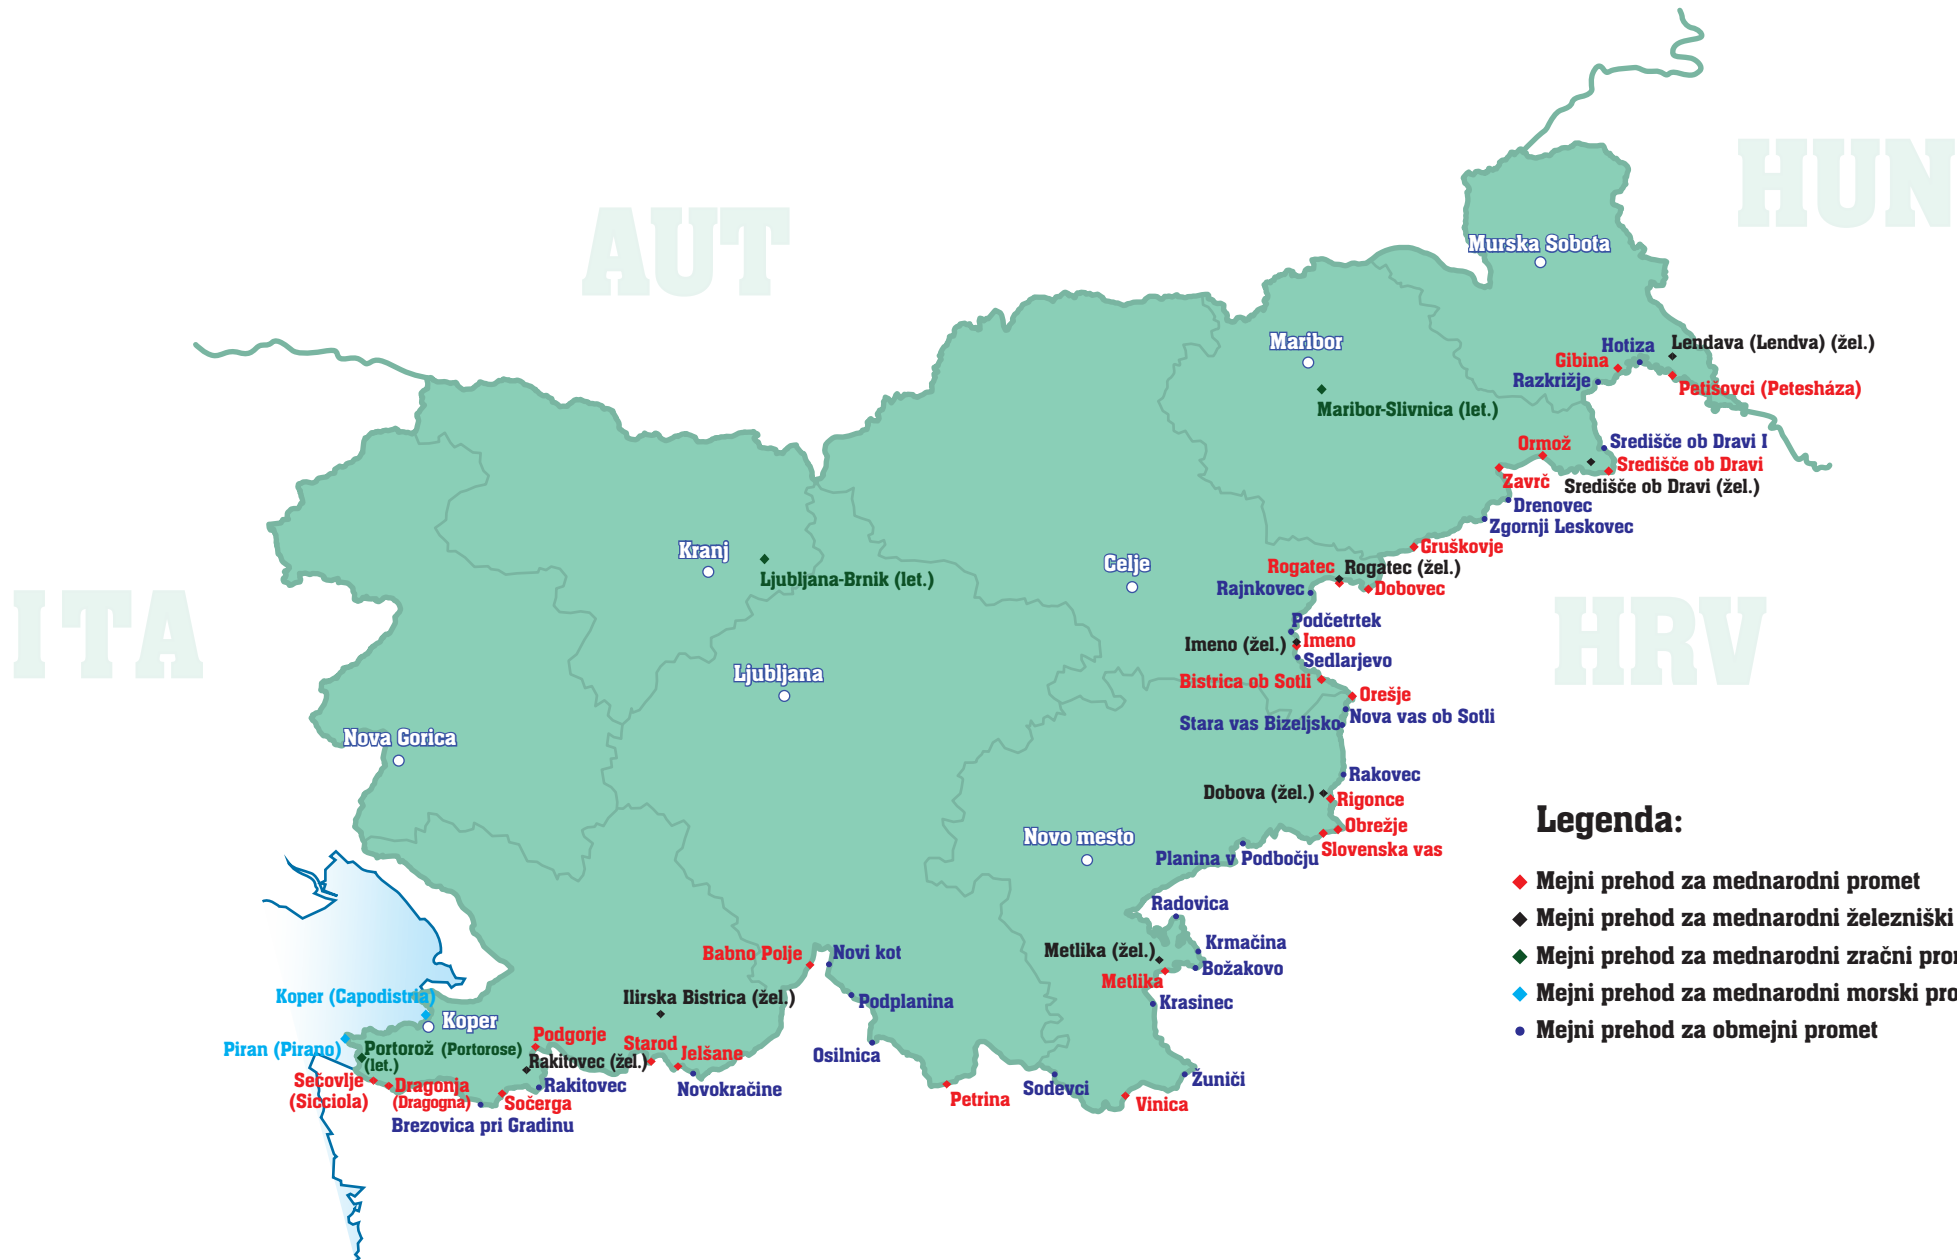 HUN
AUT
Murska Sobota
Maribor
Hotiza
Lendava (Lendva) (žel.)
Gibina
Razkrižje
Petišovci (Petesháza)
Maribor-Slivnica (let.)
Ormož
Središče ob Dravi I
Središče ob Dravi
Zavrč
Središče ob Dravi (žel.)
Drenovec
Zgornji Leskovec
Gruškovje
Kranj
Ljubljana-Brnik (let.)
Celje
Rogatec
Rogatec (žel.)
Rajnkovec
Dobovec
ITA
HRV
Podčetrtek
Imeno (žel.)
Imeno
Sedlarjevo
Ljubljana
Bistrica ob Sotli
Orešje
Stara vas Bizeljsko
Nova vas ob Sotli
Nova Gorica
Rakovec
Dobova (žel.)
Rigonce
Obrežje
Novo mesto
Slovenska vas
Planina v Podbočju
Radovica
Krmačina
Metlika (žel.)
Božakovo
Metlika
Krasinec
Babno Polje
Novi kot
Ilirska Bistrica (žel.)
Podplanina
Koper (Capodistria)
Koper
Podgorje
Piran (Pirano)
Portorož (Portorose)
(let.)
Starod
Jelšane
Rakitovec (žel.)
Osilnica
Sečovlje
(Sicciola)
Dragonja
(Dragogna)
Rakitovec
Novokračine
Sočerga
Petrina
Sodevci
Žuniči
Vinica
Brezovica pri Gradinu
Legenda:
Mejni prehod za mednarodni promet
Mejni prehod za mednarodni železniški
Mejni prehod za mednarodni zračni pro
Mejni prehod za mednarodni morski pro
Mejni prehod za obmejni promet